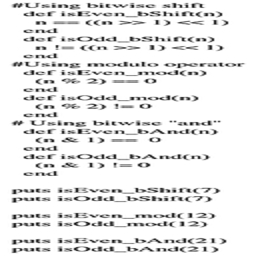 #Using bitwise shift
def isEven_bShift(n)
n == ((n >> 1) << 1)
end
def isOdd_bShift(n)
n != ((n >> 1) << 1)
end
#Using modulo operator
def isEven_mod(n)
(n % 2) == 0
end
def isOdd_mod(n)
(n % 2) != 0
end
# Using bitwise "and"
def isEven_bAnd(n)
(n & 1) == 0
end
def isOdd_bAnd(n)
(n & 1) != 0
end
puts isEven_bShift(7)
puts isOdd_bShift(7)
puts isEven_mod(12)
puts isOdd_mod(12)
puts isEven_bAnd(21)
puts isOdd_bAnd(21)